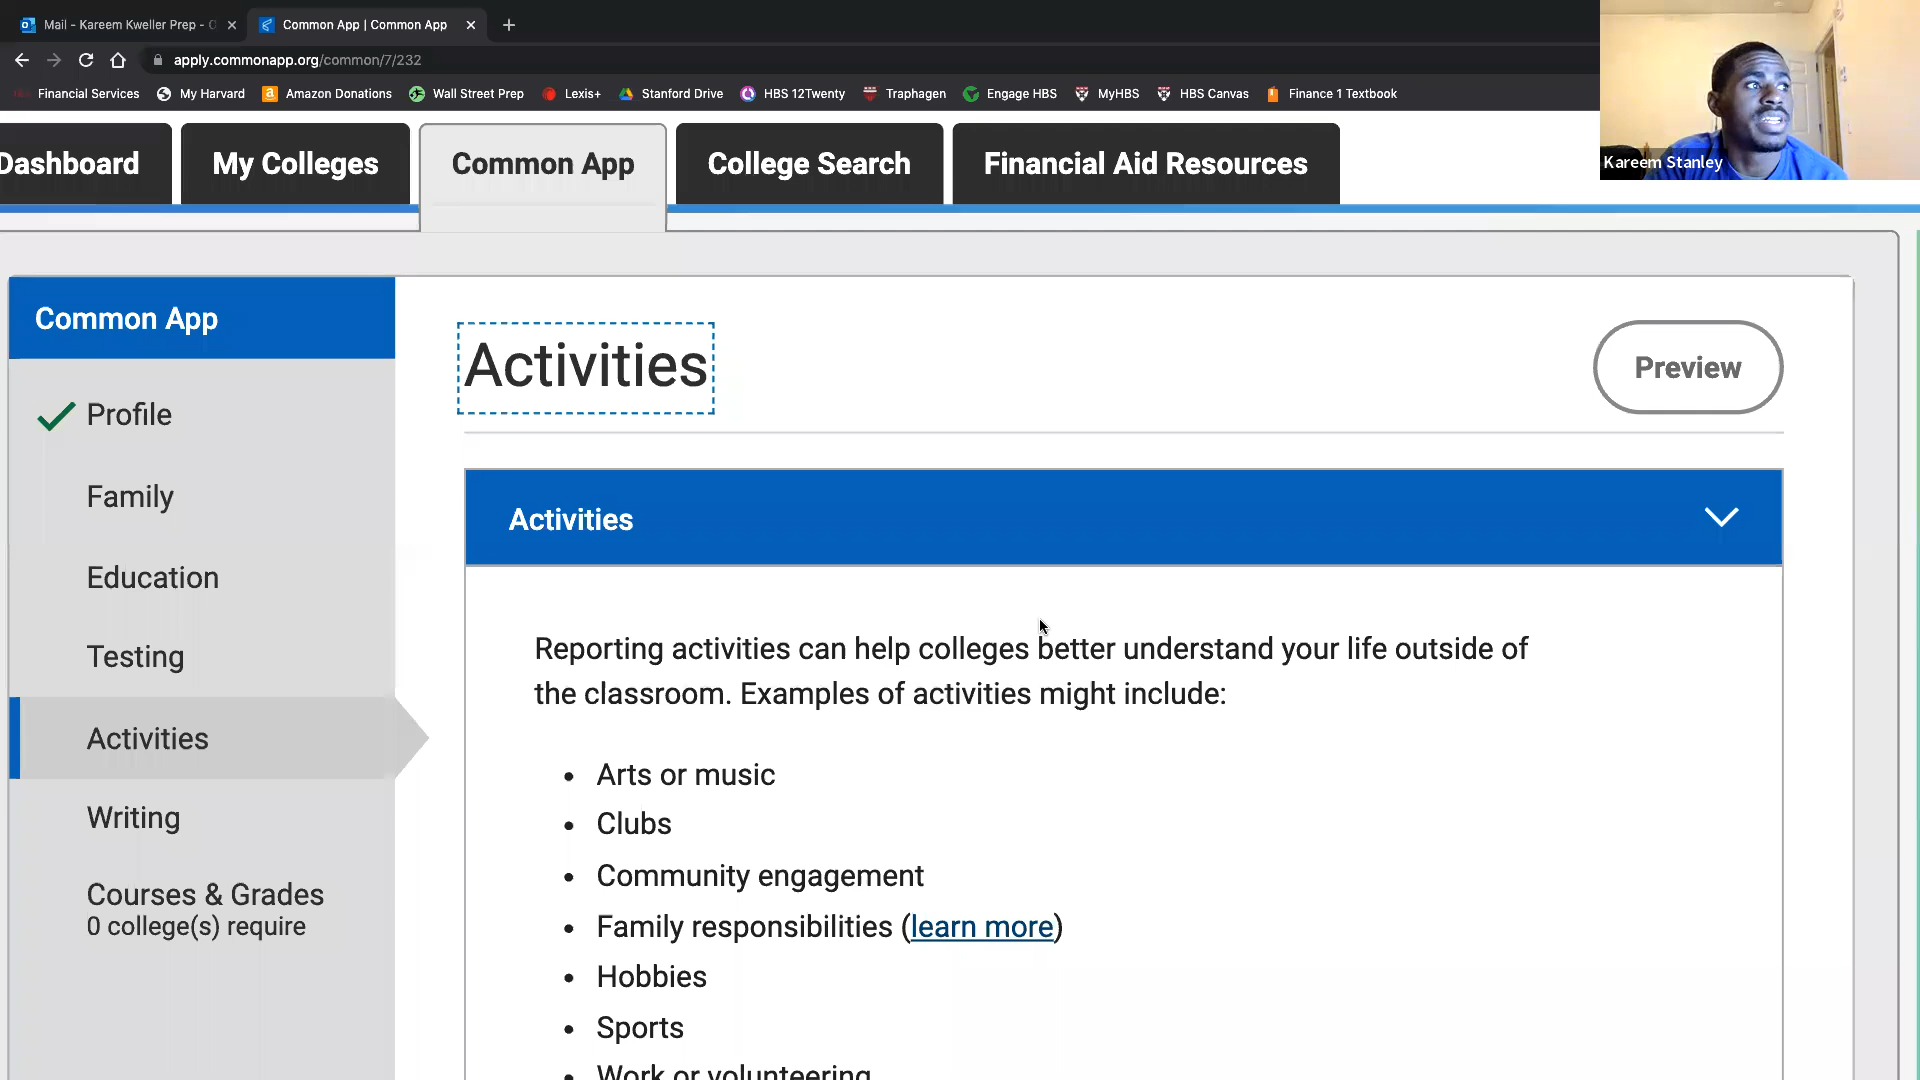 Mail - Kareem Kweller Prep -
Common App | Common App
apply.commonapp.org/common/7/232
Financial Services
My Harvard
Amazon Donations
Wall Street Prep
Lexis+
Stanford Drive
HBS 12Twenty
Traphagen
Engage HBS
MyHBS
HBS Canvas
Finance 1 Textbook
Kareem Stanley
Dashboard
My Colleges
Common App
College Search
Financial Aid Resources
Common App
Profile
Family
Education
Testing
Activities
Writing
Courses & Grades
0 college(s) require
Activities
Preview
Activities
Reporting activities can help colleges better understand your life outside of
the classroom. Examples of activities might include:
• Arts or music
• Clubs
• Community engagement
• Family responsibilities (learn more)
• Hobbies
• Sports
• Work or volunteering